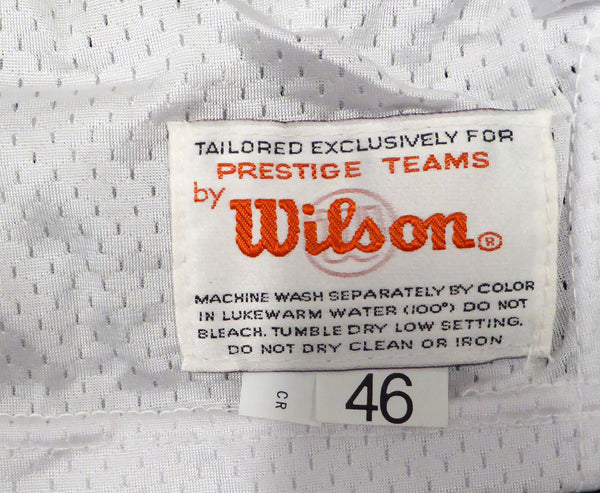 TAILORED EXCLUSIVELY FOR
PRESTIGE TEAMS
by
Wilson®
MACHINE WASH SEPARATELY BY COLOR
IN LUKEWARM WATER (100°) DO NOT
BLEACH. TUMBLE DRY LOW SETTING.
DO NOT DRY CLEAN OR IRON
CR 46